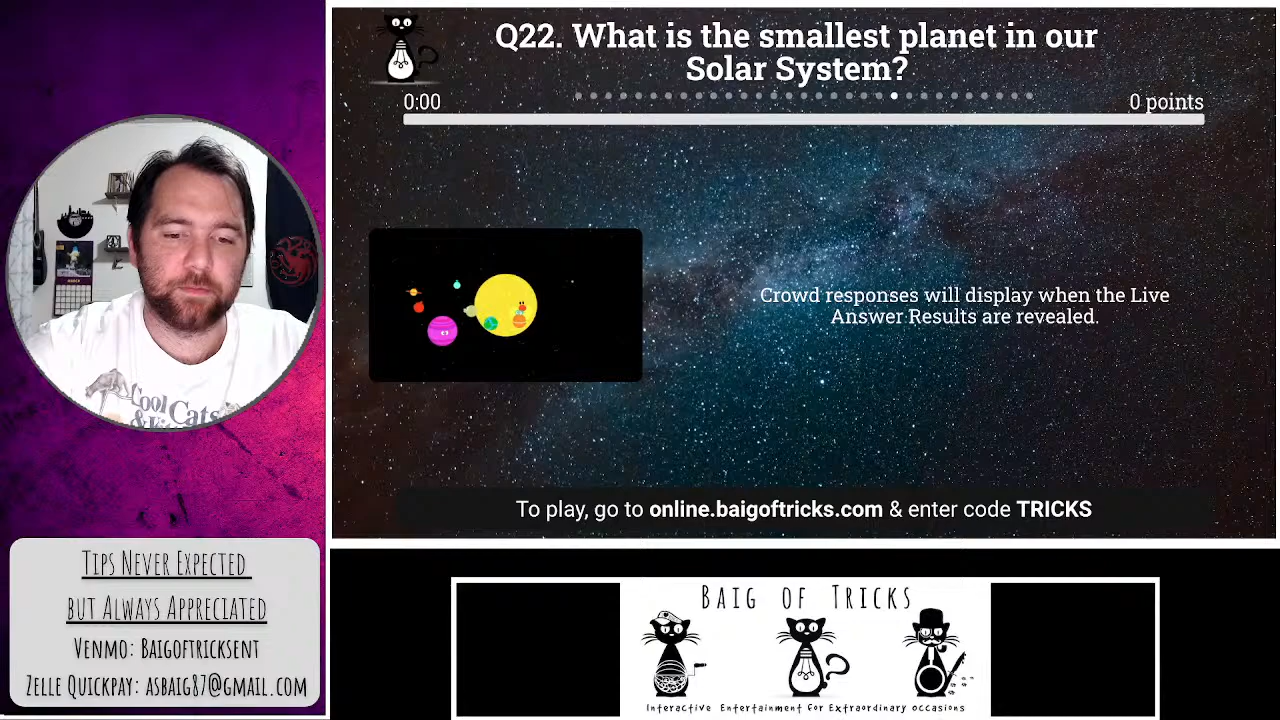 Q22. What is the smallest planet in our
Solar System?
0:00
0 points
Crowd responses will display when the Live
Answer Results are revealed.
To play, go to online.baigoftricks.com & enter code TRICKS
Cool Cats
Tips Never Expected
but Always Appreciated
Venmo: Baigoftricksent
Zelle Quickpay: asbaig87@gmail.com
Baig of Tricks
Interactive Entertainment for Extraordinary Occasions